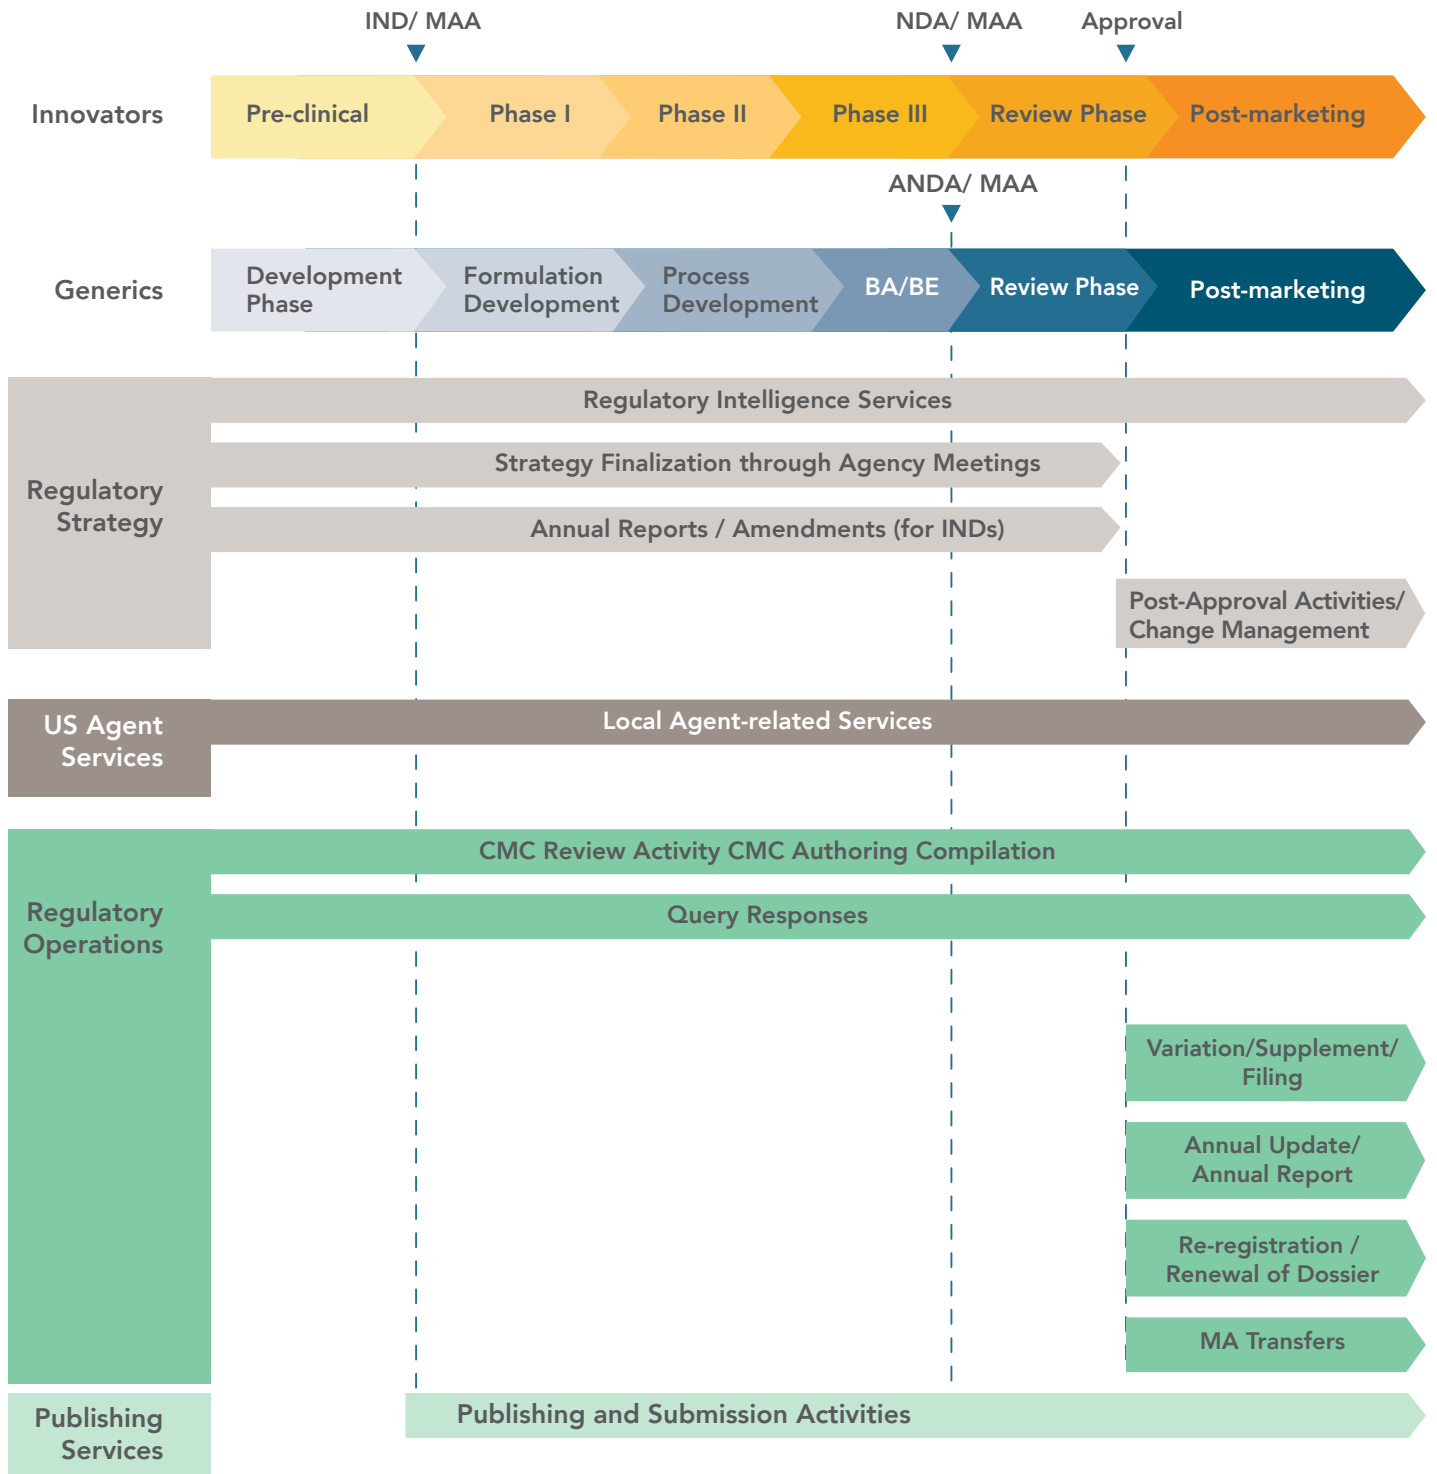 IND/ MAA
NDA/ MAA
Approval
Innovators
Pre-clinical
Phase I
Phase II
Phase III
Review Phase
Post-marketing
ANDA/ MAA
Generics
Development
Phase
Formulation
Development
Process
Development
BA/BE
Review Phase
Post-marketing
Regulatory
Strategy
Regulatory Intelligence Services
Strategy Finalization through Agency Meetings
Annual Reports / Amendments (for INDs)
Post-Approval Activities/
Change Management
US Agent
Services
Local Agent-related Services
Regulatory
Operations
CMC Review Activity CMC Authoring Compilation
Query Responses
Variation/Supplement/
Filing
Annual Update/
Annual Report
Re-registration /
Renewal of Dossier
MA Transfers
Publishing
Services
Publishing and Submission Activities